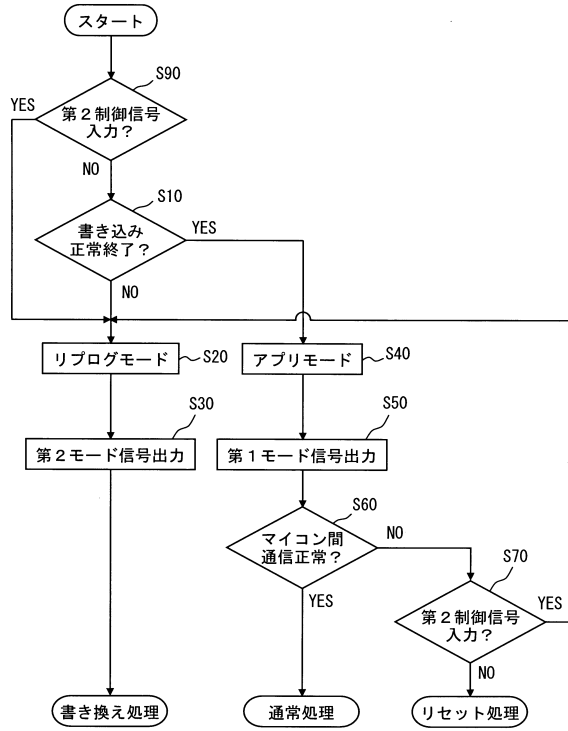 スタート
S90
YES
第2制御信号
入力？
NO
S10
書き込み
正常終了？
YES
NO
リプログモード
S20
アプリモード
S40
S30
第2モード信号出力
S50
第1モード信号出力
S60
マイコン間
通信正常？
NO
S70
YES
第2制御信号
入力？
YES
NO
書き換え処理
通常処理
リセット処理